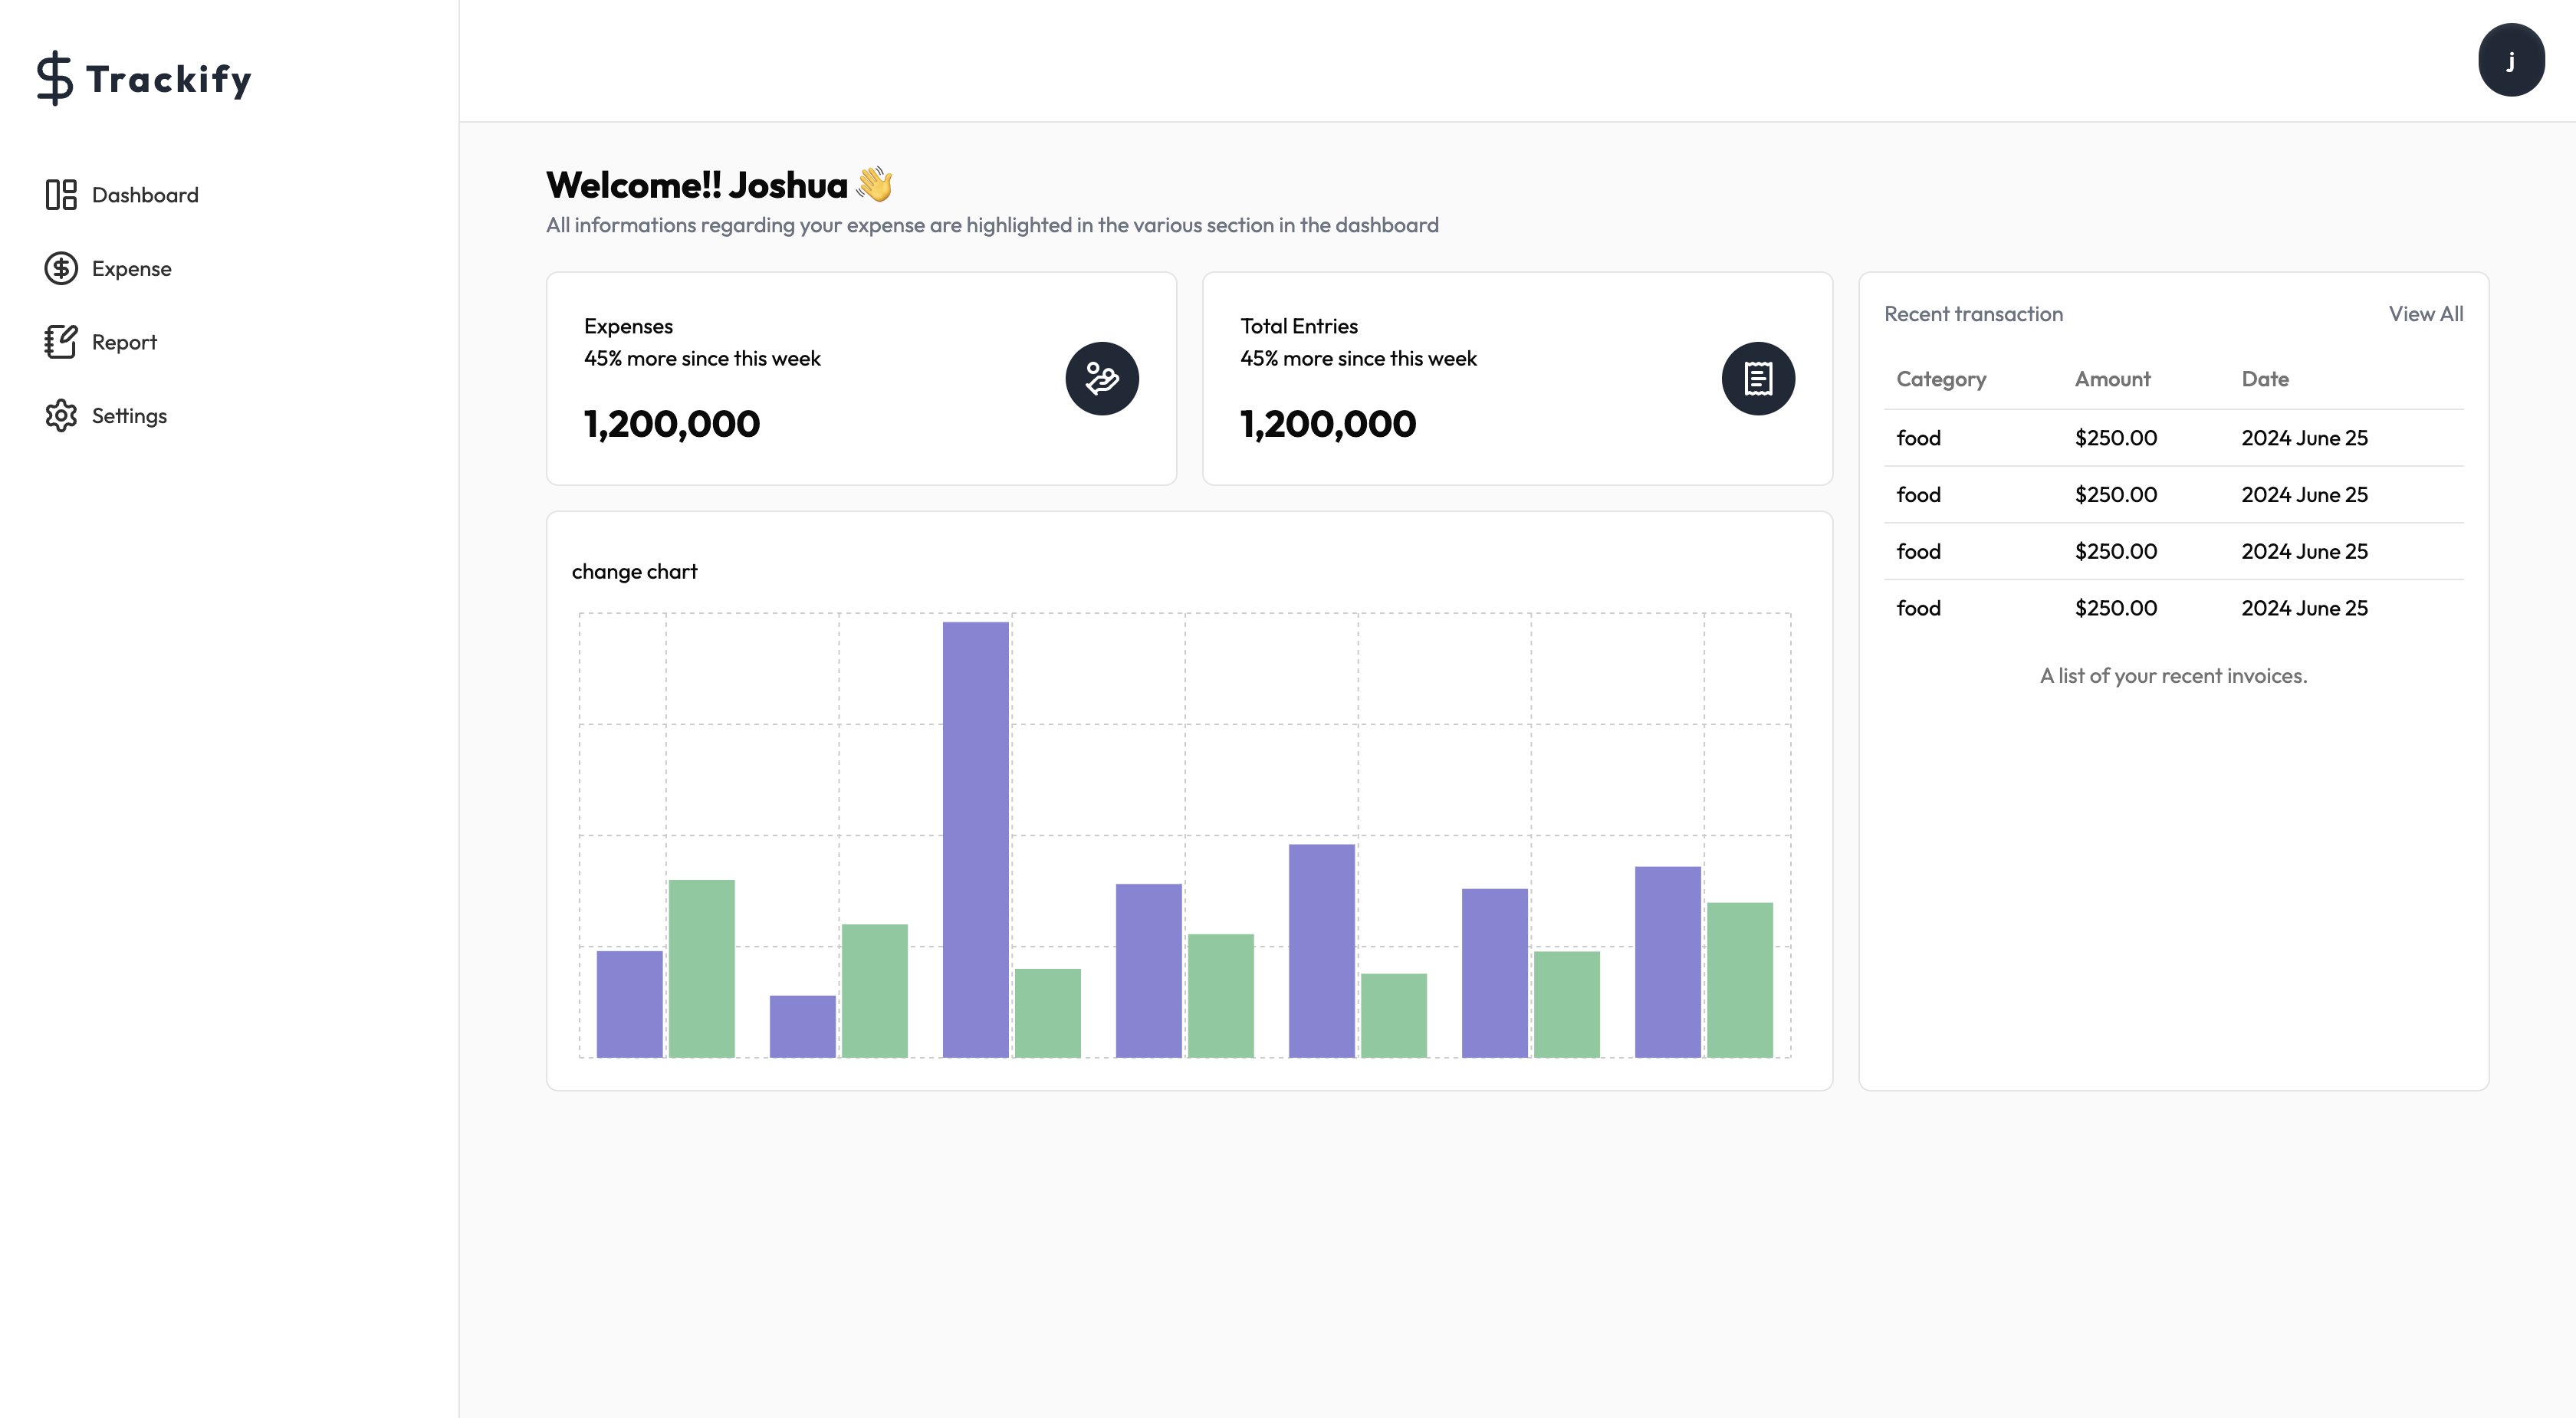 Trackify
Dashboard
Expense
Report
Settings
j
Welcome!! Joshua 👋
All informations regarding your expense are highlighted in the various section in the dashboard
Expenses
45% more since this week
1,200,000
Total Entries
45% more since this week
1,200,000
change chart
Recent transaction View All
Category Amount Date
food $250.00 2024 June 25
food $250.00 2024 June 25
food $250.00 2024 June 25
food $250.00 2024 June 25
A list of your recent invoices.